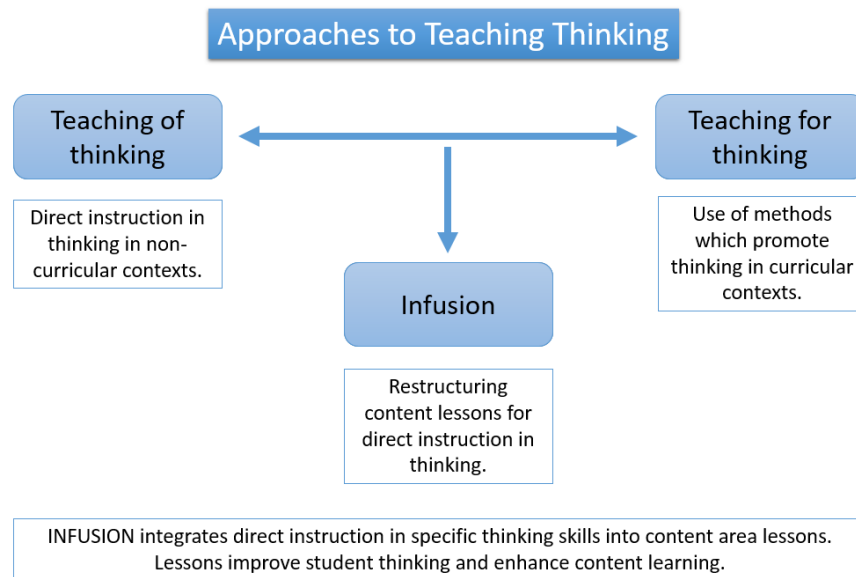 Approaches to Teaching Thinking
Teaching of
thinking
Direct instruction in
thinking in non-
curricular contexts.
Teaching for
thinking
Use of methods
which promote
thinking in curricular
contexts.
Infusion
Restructuring
content lessons for
direct instruction in
thinking.
INFUSION integrates direct instruction in specific thinking skills into content area lessons.
Lessons improve student thinking and enhance content learning.